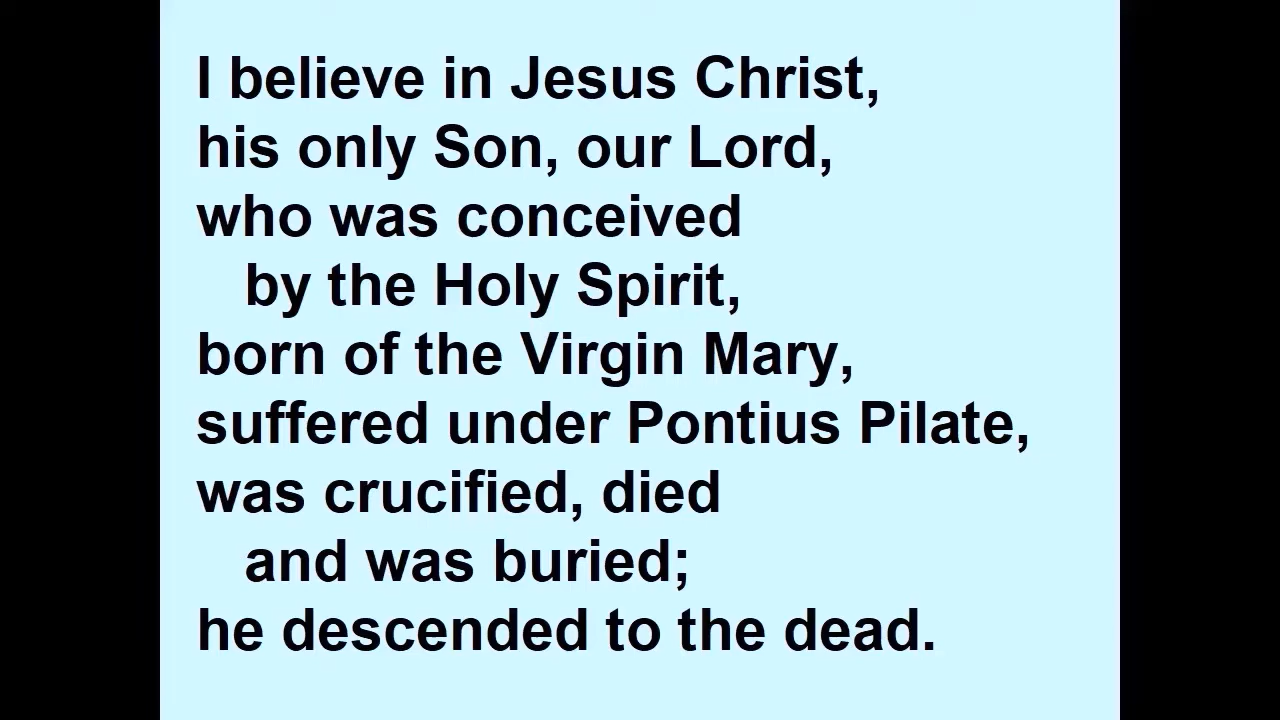 I believe in Jesus Christ,
his only Son, our Lord,
who was conceived
by the Holy Spirit,
born of the Virgin Mary,
suffered under Pontius Pilate,
was crucified, died
and was buried;
he descended to the dead.